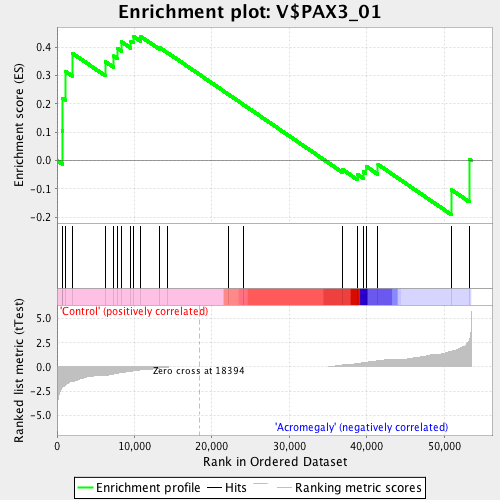 Enrichment plot: V$PAX3_01
Enrichment score (ES)
0.4
0.3
0.2
0.1
0.0
-0.1
-0.2
'Control' (positively correlated)
Ranked list metric (tTest)
5.0
2.5
0.0
-2.5
-5.0
Zero cross at 18394
'Acromegaly' (negatively correlated)
0
10,000
20,000
30,000
40,000
50,000
Rank in Ordered Dataset
Enrichment profile
Hits
Ranking metric scores